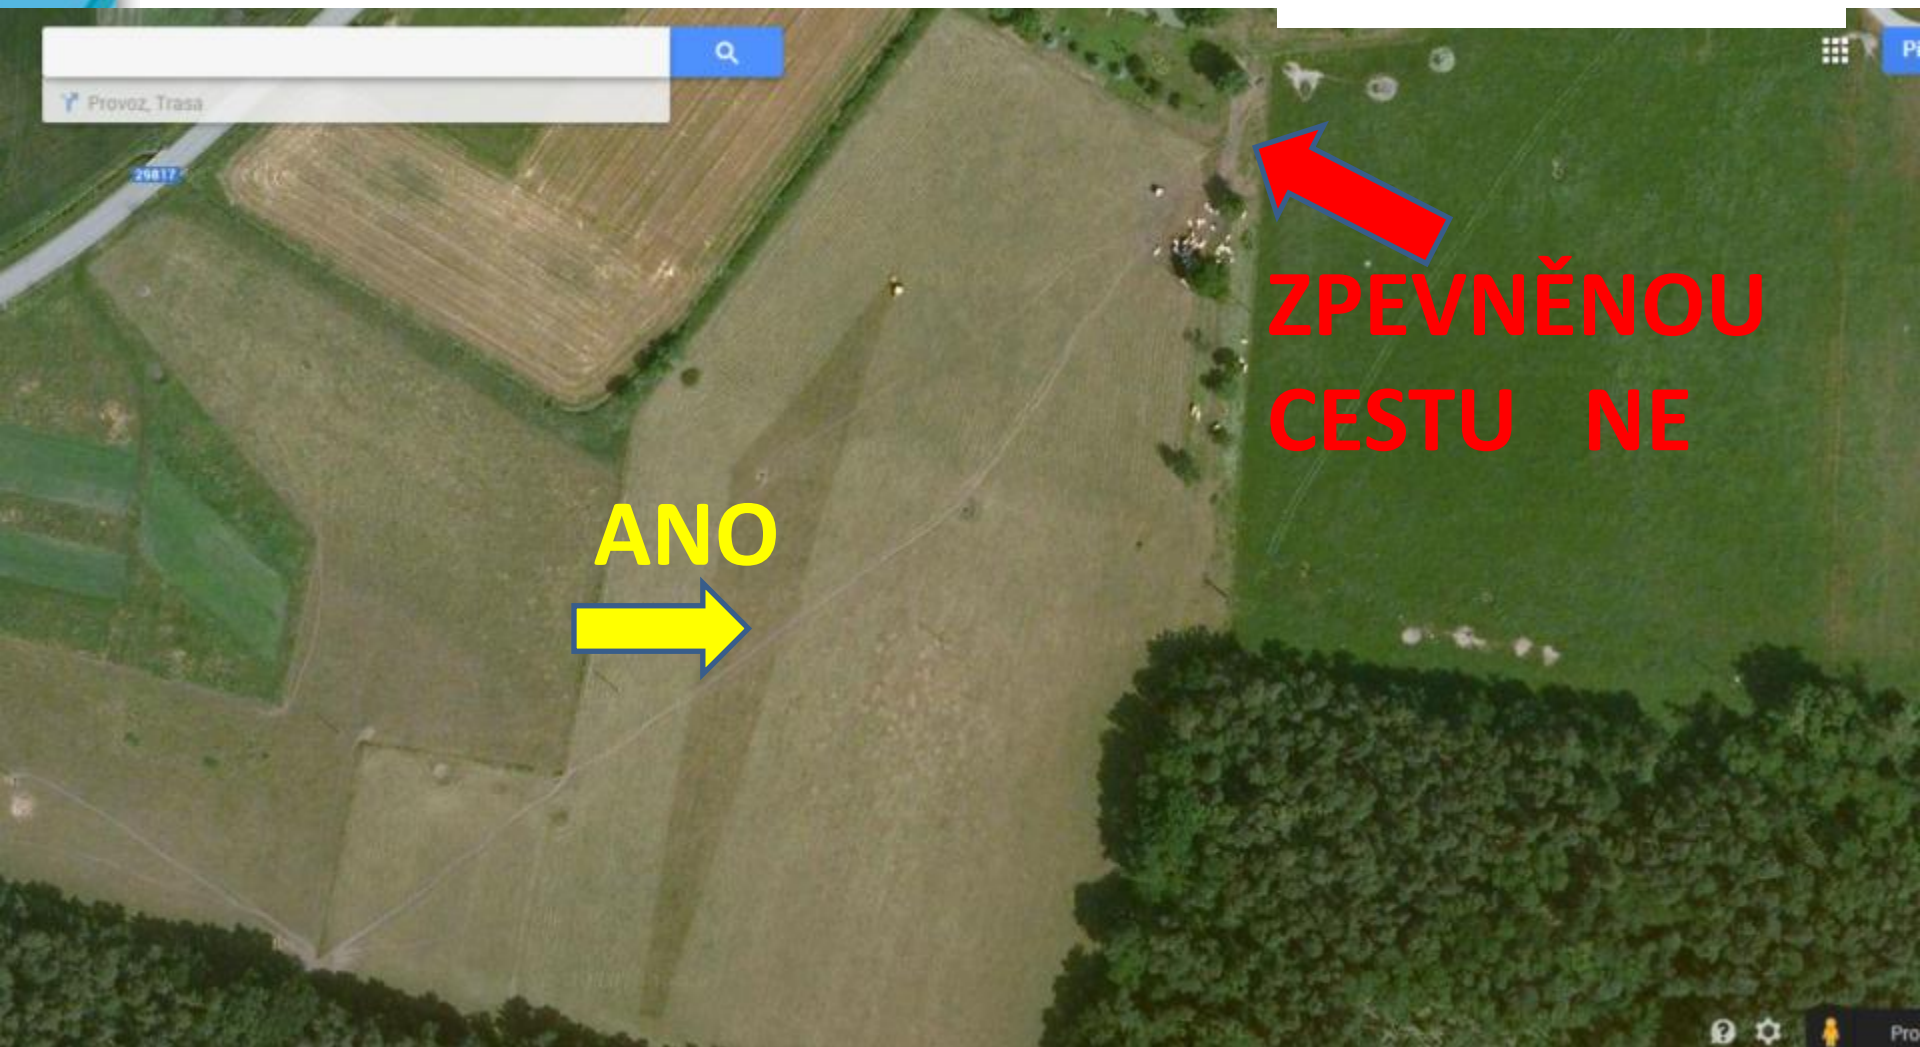 Provoz, Trasa
29817
ZPEVNĚNOU
CESTU NE
ANO